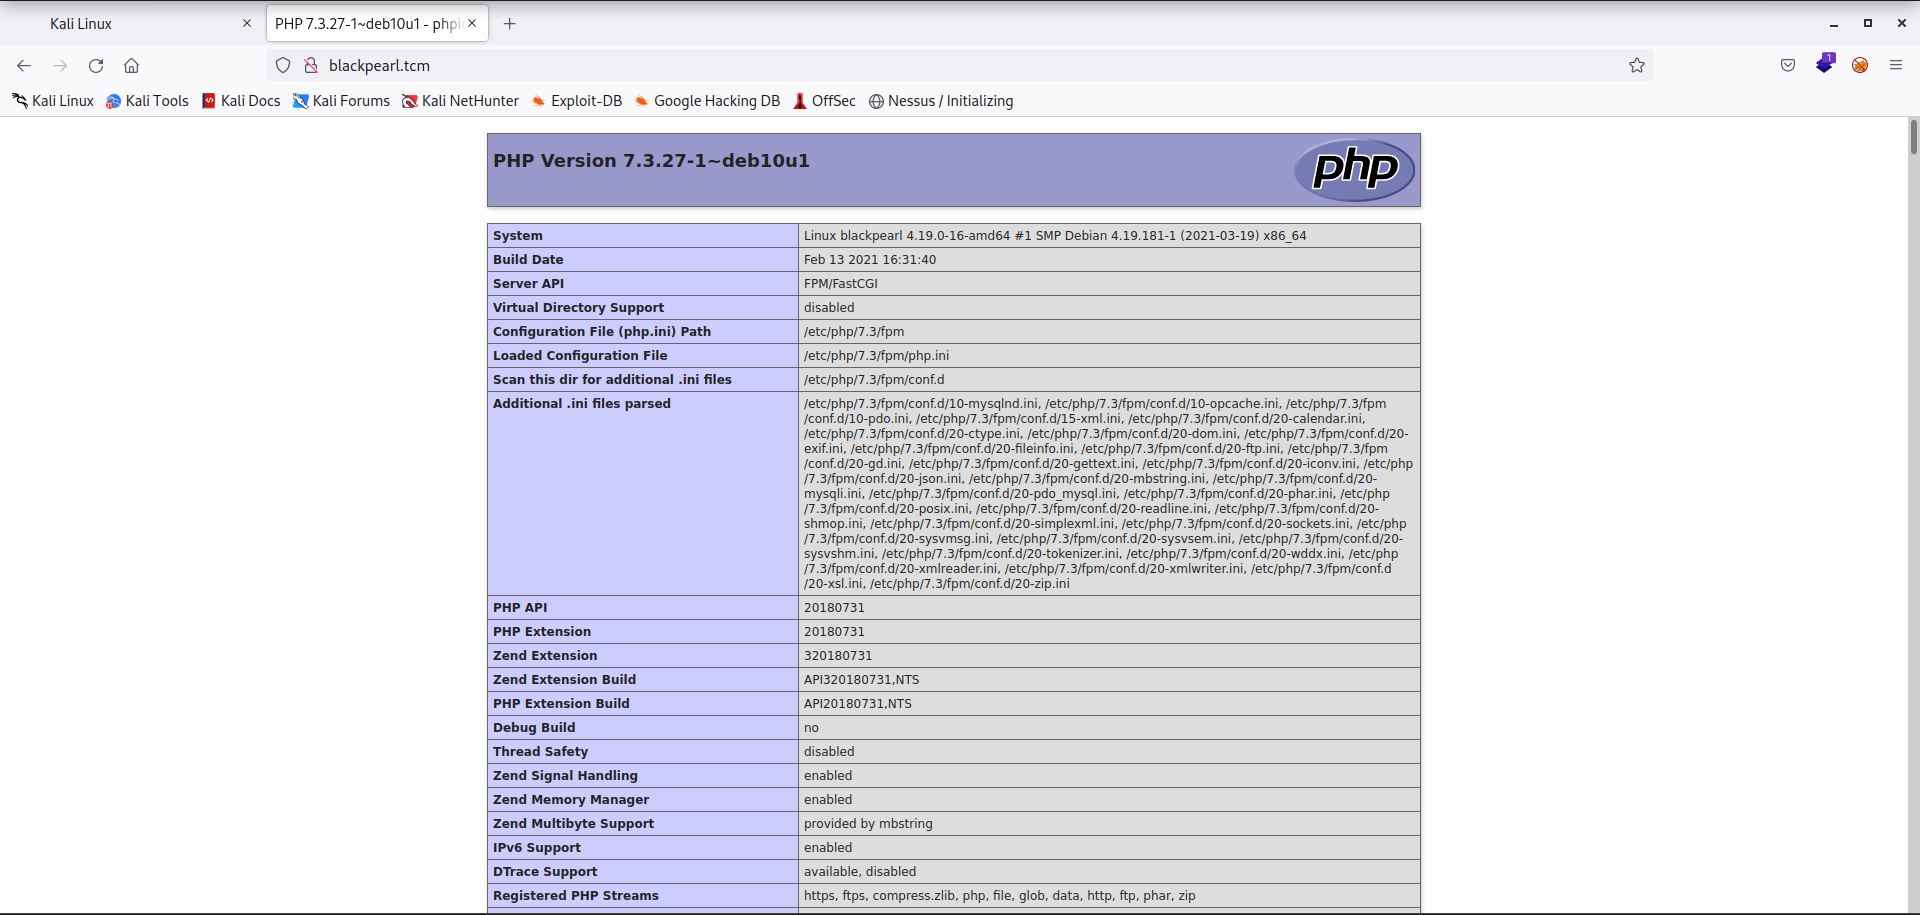 Kali Linux
PHP 7.3.27-1~deb10u1 - phpi
blackpearl.tcm
1
Kali Linux
Kali Tools
Kali Docs
Kali Forums
Kali NetHunter
Exploit-DB
Google Hacking DB
OffSec
Nessus / Initializing
PHP Version 7.3.27-1~deb10u1
php
System Linux blackpearl 4.19.0-16-amd64 #1 SMP Debian 4.19.181-1 (2021-03-19) x86_64
Build Date Feb 13 2021 16:31:40
Server API FPM/FastCGI
Virtual Directory Support disabled
Configuration File (php.ini) Path /etc/php/7.3/fpm
Loaded Configuration File /etc/php/7.3/fpm/php.ini
Scan this dir for additional .ini files /etc/php/7.3/fpm/conf.d
Additional .ini files parsed /etc/php/7.3/fpm/conf.d/10-mysqlnd.ini, /etc/php/7.3/fpm/conf.d/10-opcache.ini, /etc/php/7.3/fpm
/conf.d/10-pdo.ini, /etc/php/7.3/fpm/conf.d/15-xml.ini, /etc/php/7.3/fpm/conf.d/20-calendar.ini,
/etc/php/7.3/fpm/conf.d/20-ctype.ini, /etc/php/7.3/fpm/conf.d/20-dom.ini, /etc/php/7.3/fpm/conf.d/20-
exif.ini, /etc/php/7.3/fpm/conf.d/20-fileinfo.ini, /etc/php/7.3/fpm/conf.d/20-ftp.ini, /etc/php/7.3/fpm
/conf.d/20-gd.ini, /etc/php/7.3/fpm/conf.d/20-gettext.ini, /etc/php/7.3/fpm/conf.d/20-iconv.ini, /etc/php
/7.3/fpm/conf.d/20-json.ini, /etc/php/7.3/fpm/conf.d/20-mbstring.ini, /etc/php/7.3/fpm/conf.d/20-
mysqli.ini, /etc/php/7.3/fpm/conf.d/20-pdo_mysql.ini, /etc/php/7.3/fpm/conf.d/20-phar.ini, /etc/php
/7.3/fpm/conf.d/20-posix.ini, /etc/php/7.3/fpm/conf.d/20-readline.ini, /etc/php/7.3/fpm/conf.d/20-
shmop.ini, /etc/php/7.3/fpm/conf.d/20-simplexml.ini, /etc/php/7.3/fpm/conf.d/20-sockets.ini, /etc/php
/7.3/fpm/conf.d/20-sysvmsg.ini, /etc/php/7.3/fpm/conf.d/20-sysvsem.ini, /etc/php/7.3/fpm/conf.d/20-
sysvshm.ini, /etc/php/7.3/fpm/conf.d/20-tokenizer.ini, /etc/php/7.3/fpm/conf.d/20-wddx.ini, /etc/php
/7.3/fpm/conf.d/20-xmlreader.ini, /etc/php/7.3/fpm/conf.d/20-xmlwriter.ini, /etc/php/7.3/fpm/conf.d
/20-xsl.ini, /etc/php/7.3/fpm/conf.d/20-zip.ini
PHP API 20180731
PHP Extension 20180731
Zend Extension 320180731
Zend Extension Build API320180731,NTS
PHP Extension Build API20180731,NTS
Debug Build no
Thread Safety disabled
Zend Signal Handling enabled
Zend Memory Manager enabled
Zend Multibyte Support provided by mbstring
IPv6 Support enabled
DTrace Support available, disabled
Registered PHP Streams https, ftps, compress.zlib, php, file, glob, data, http, ftp, phar, zip